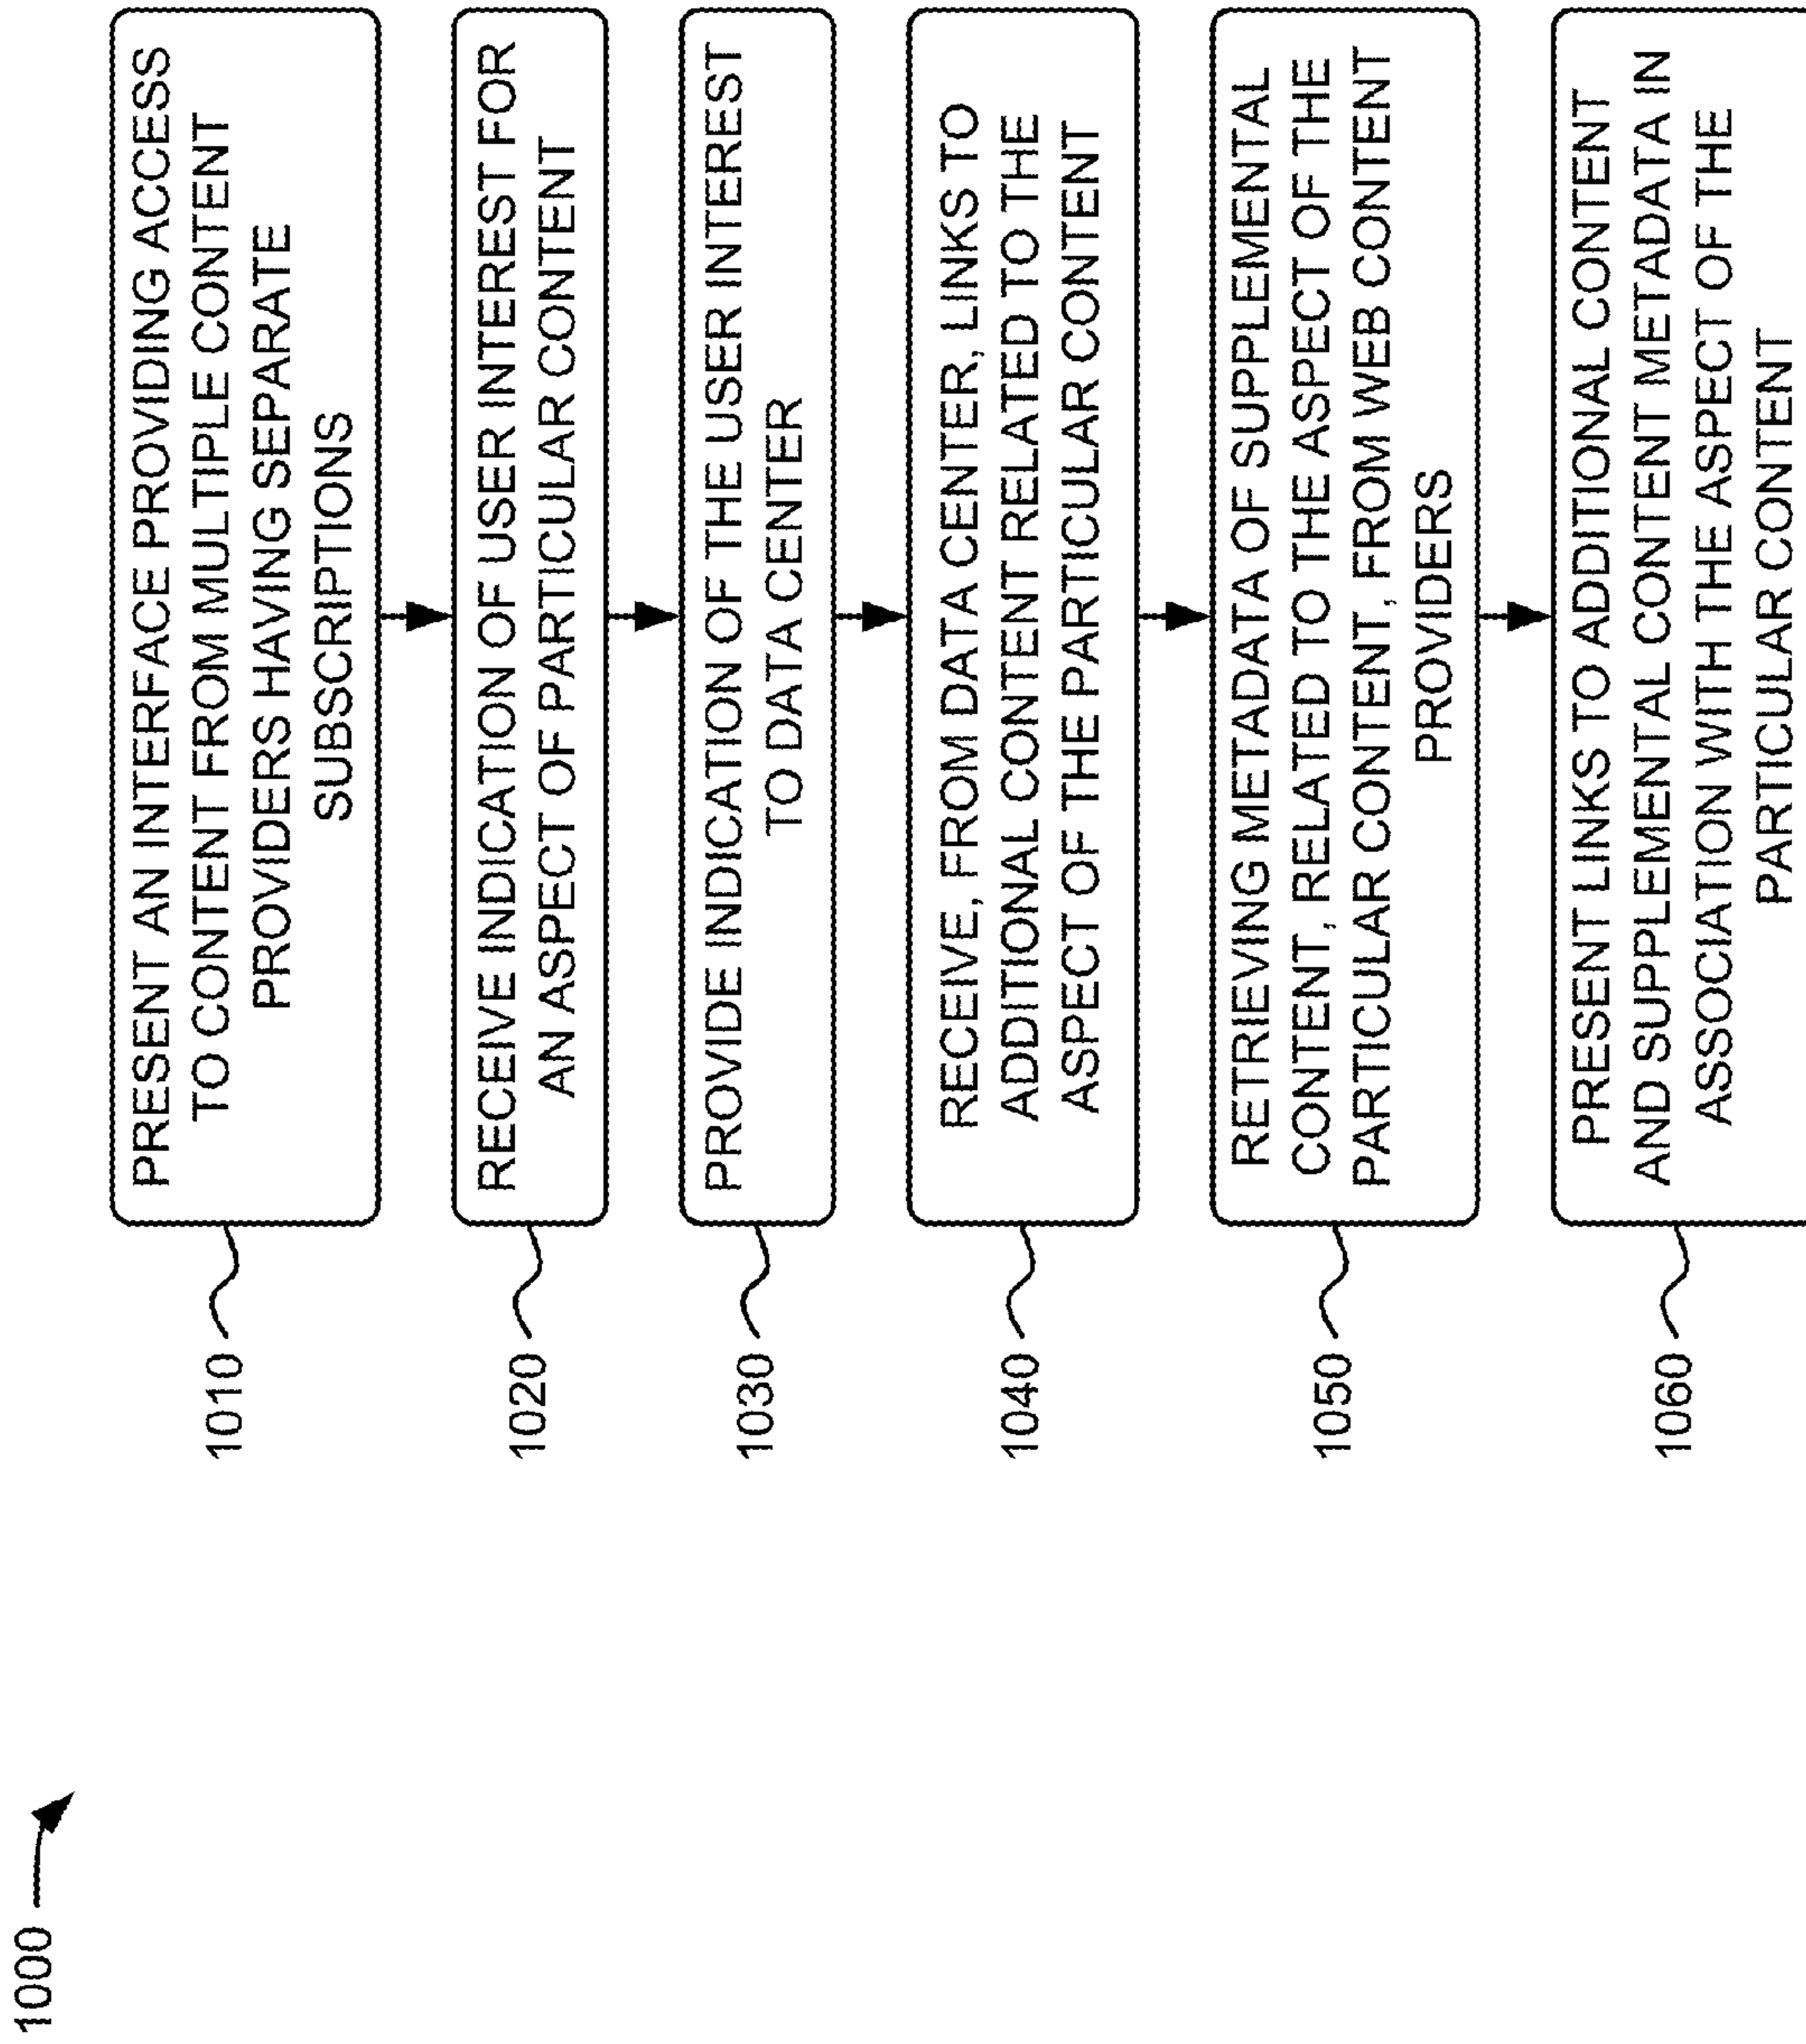 1000
1010
PRESENT AN INTERFACE PROVIDING ACCESS
TO CONTENT FROM MULTIPLE CONTENT
PROVIDERS HAVING SEPARATE
SUBSCRIPTIONS
1020
RECEIVE INDICATION OF USER INTEREST FOR
AN ASPECT OF PARTICULAR CONTENT
1030
PROVIDE INDICATION OF THE USER INTEREST
TO DATA CENTER
1040
RECEIVE, FROM DATA CENTER, LINKS TO
ADDITIONAL CONTENT RELATED TO THE
ASPECT OF THE PARTICULAR CONTENT
1050
RETRIEVING METADATA OF SUPPLEMENTAL
CONTENT, RELATED TO THE ASPECT OF THE
PARTICULAR CONTENT, FROM WEB CONTENT
PROVIDERS
1060
PRESENT LINKS TO ADDITIONAL CONTENT
AND SUPPLEMENTAL CONTENT METADATA IN
ASSOCIATION WITH THE ASPECT OF THE
PARTICULAR CONTENT